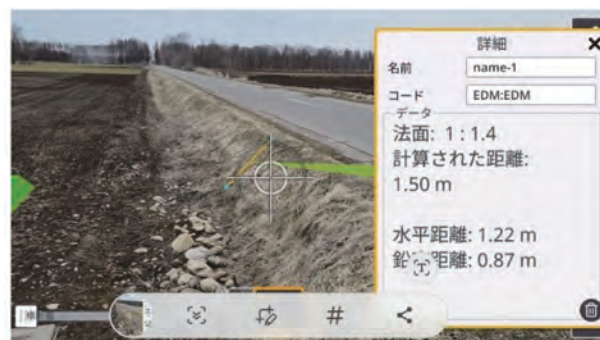 詳細
名前
name-1
コード
EDM:EDM
データ
法面: 1 : 1.4
計算された距離:
1.50 m
水平距離: 1.22 m
距離: 0.87 m